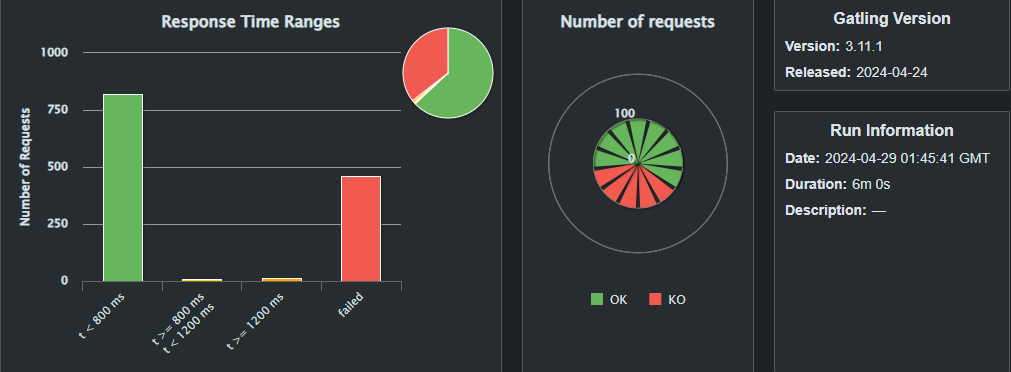 Response Time Ranges
Number of Requests
1000
750
500
250
0
t < 800 ms
t >= 800 ms
t < 1200 ms
t >= 1200 ms
failed
Number of requests
100
0
OK
KO
Gatling Version
Version: 3.11.1
Released: 2024-04-24
Run Information
Date: 2024-04-29 01:45:41 GMT
Duration: 6m 0s
Description: —